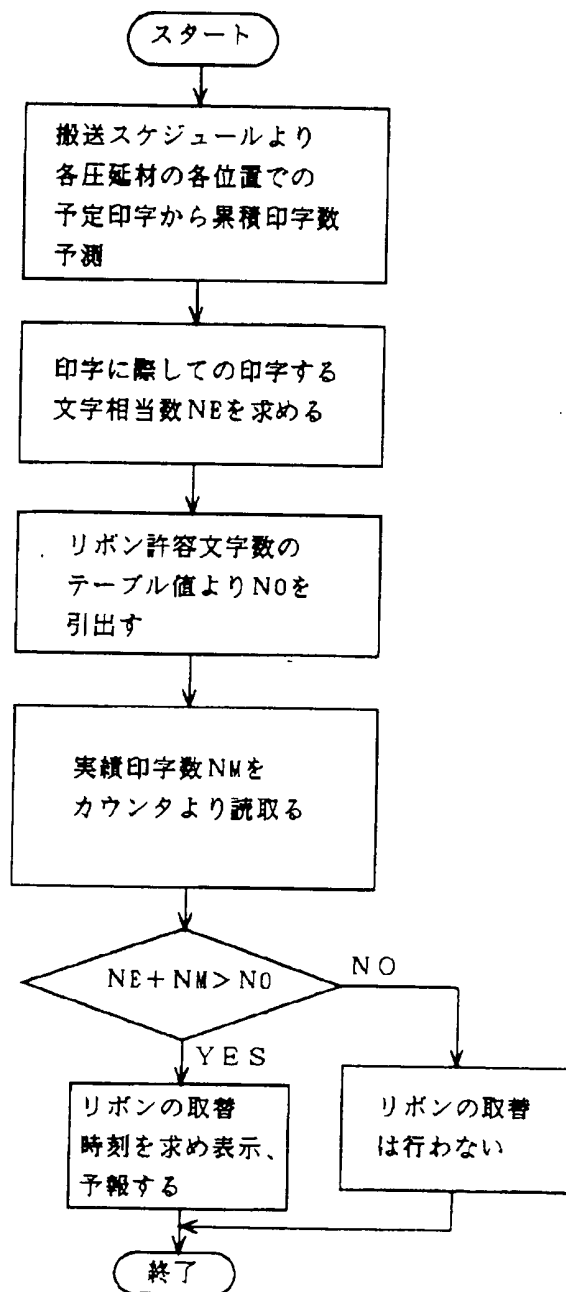 スタート
搬送スケジュールより
各圧延材の各位置での
予定印字から累積印字数
予測
印字に際しての印字する
文字相当数NEを求める
リボン許容文字数の
テーブル値よりN0を
引出す
実績印字数NMを
カウンタより読取る
NE+NM>N0
NO
YES
リボンの取替
時刻を求め表示、
予報する
リボンの取替
は行わない
終了